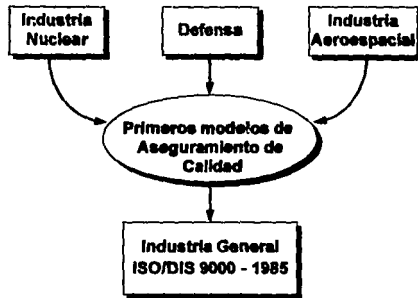 Industria
Nuclear
Defensa
Industria
Aeroespacial
Primeros modelos de
Aseguramiento de
Calidad
Industria General
ISO/DIS 9000 - 1985